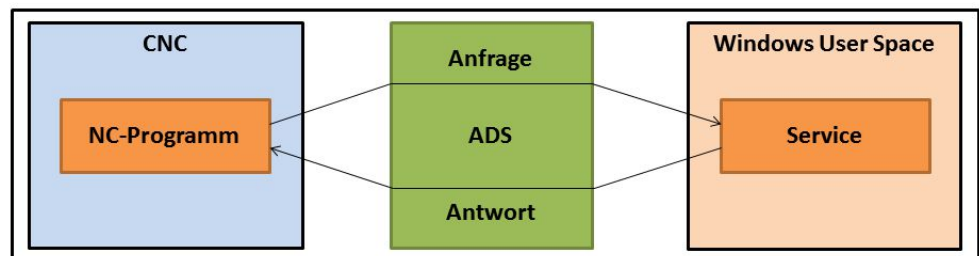 CNC
NC-Programm
Anfrage
ADS
Antwort
Windows User Space
Service